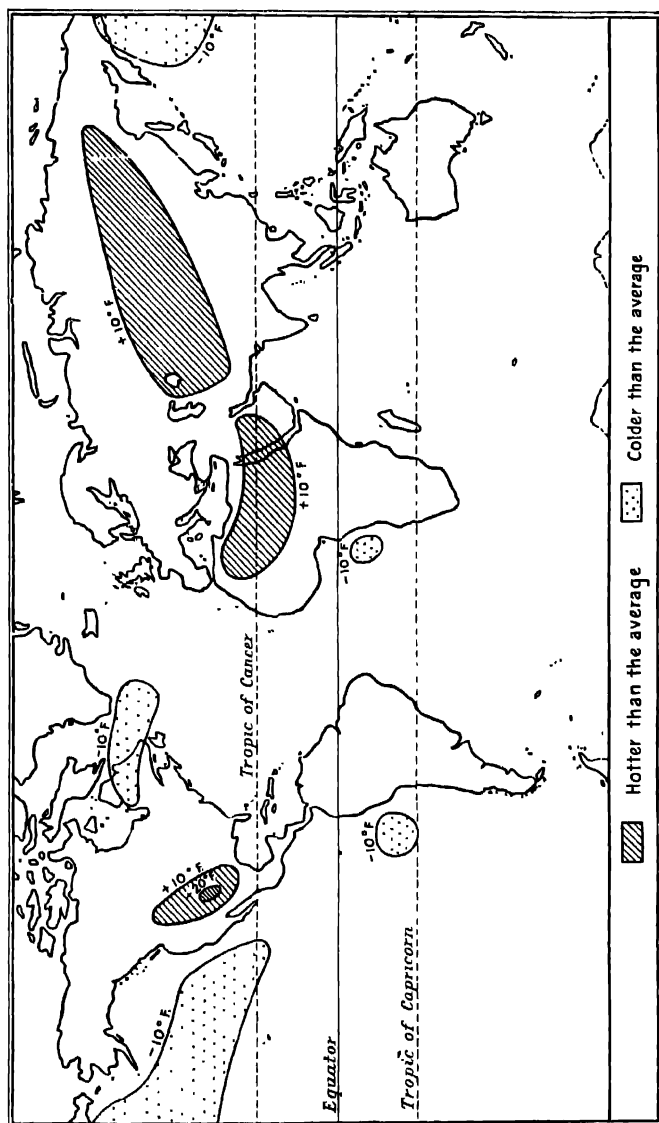 -10°F
+10°F
+10°F
-10°F
-10°F
+10°F
+20°F
-10°F
-10°F
Tropic of Cancer
Equator
Tropic of Capricorn
Hotter than the average
Colder than the average